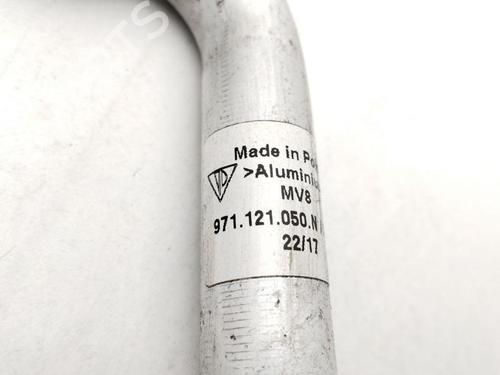 Made in Po
>Aluminiu
MV8
971.121.050.N
22/17